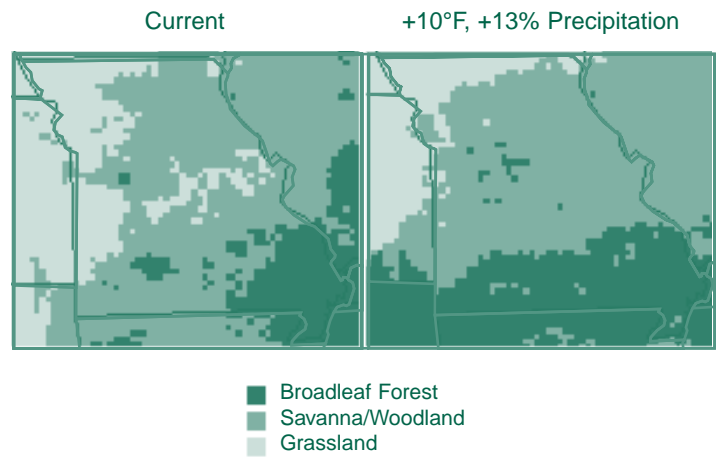 Current
+10°F, +13% Precipitation
Broadleaf Forest
Savanna/Woodland
Grassland